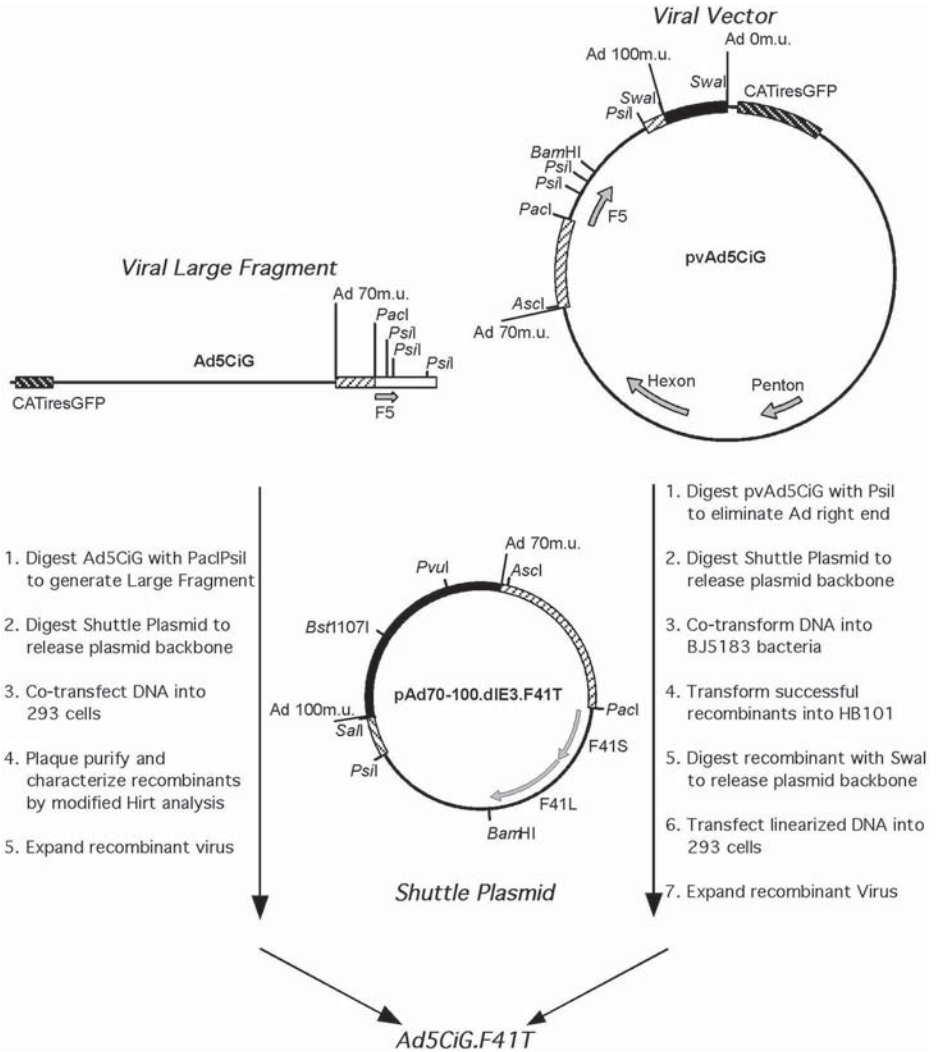 Viral Vector
Ad 0m.u.
Ad 100m.u.
SwaI
CATiresGFP
SwaI
PsiI
BamHI
PsiI
PsiI
PacI
F5
pvAd5CiG
AscI
Ad 70m.u.
Hexon
Penton
Viral Large Fragment
Ad 70m.u.
PacI
PsiI
PsiI
PsiI
Ad5CiG
CATiresGFP
F5
1. Digest Ad5CiG with PacIPsiI
to generate Large Fragment
2. Digest Shuttle Plasmid to
release plasmid backbone
3. Co-transfect DNA into
293 cells
4. Plaque purify and
characterize recombinants
by modified Hirt analysis
5. Expand recombinant virus
Ad 70m.u.
AscI
PvuI
Bst1107I
pAd70-100.dlE3.F41T
Ad 100m.u.
SalI
PsiI
PacI
F41S
F41L
BamHI
Shuttle Plasmid
1. Digest pvAd5CiG with PsiI
to eliminate Ad right end
2. Digest Shuttle Plasmid to
release plasmid backbone
3. Co-transform DNA into
BJ5183 bacteria
4. Transform successful
recombinants into HB101
5. Digest recombinant with SwaI
to release plasmid backbone
6. Transfect linearized DNA into
293 cells
7. Expand recombinant Virus
Ad5CiG.F41T